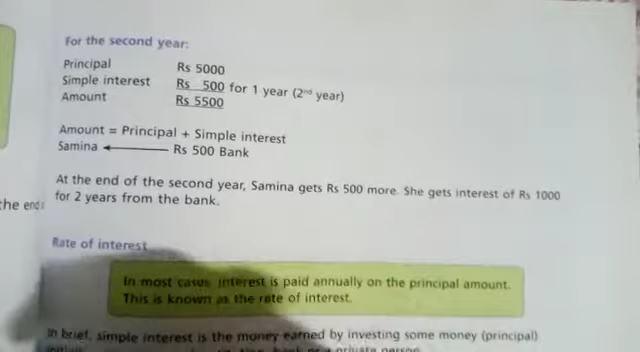 For the second year:
Principal Rs 5000
Simple interest Rs 500 for 1 year (2nd year)
Amount Rs 5500
Amount = Principal + Simple interest
Samina ← Rs 500 Bank
At the end of the second year, Samina gets Rs 500 more. She gets interest of Rs 1000
for 2 years from the bank.
the end
Rate of interest
In most cases interest is paid annually on the principal amount.
This is known as the rate of interest.
In brief, simple interest is the money earned by investing some money (principal)
bank or a private person